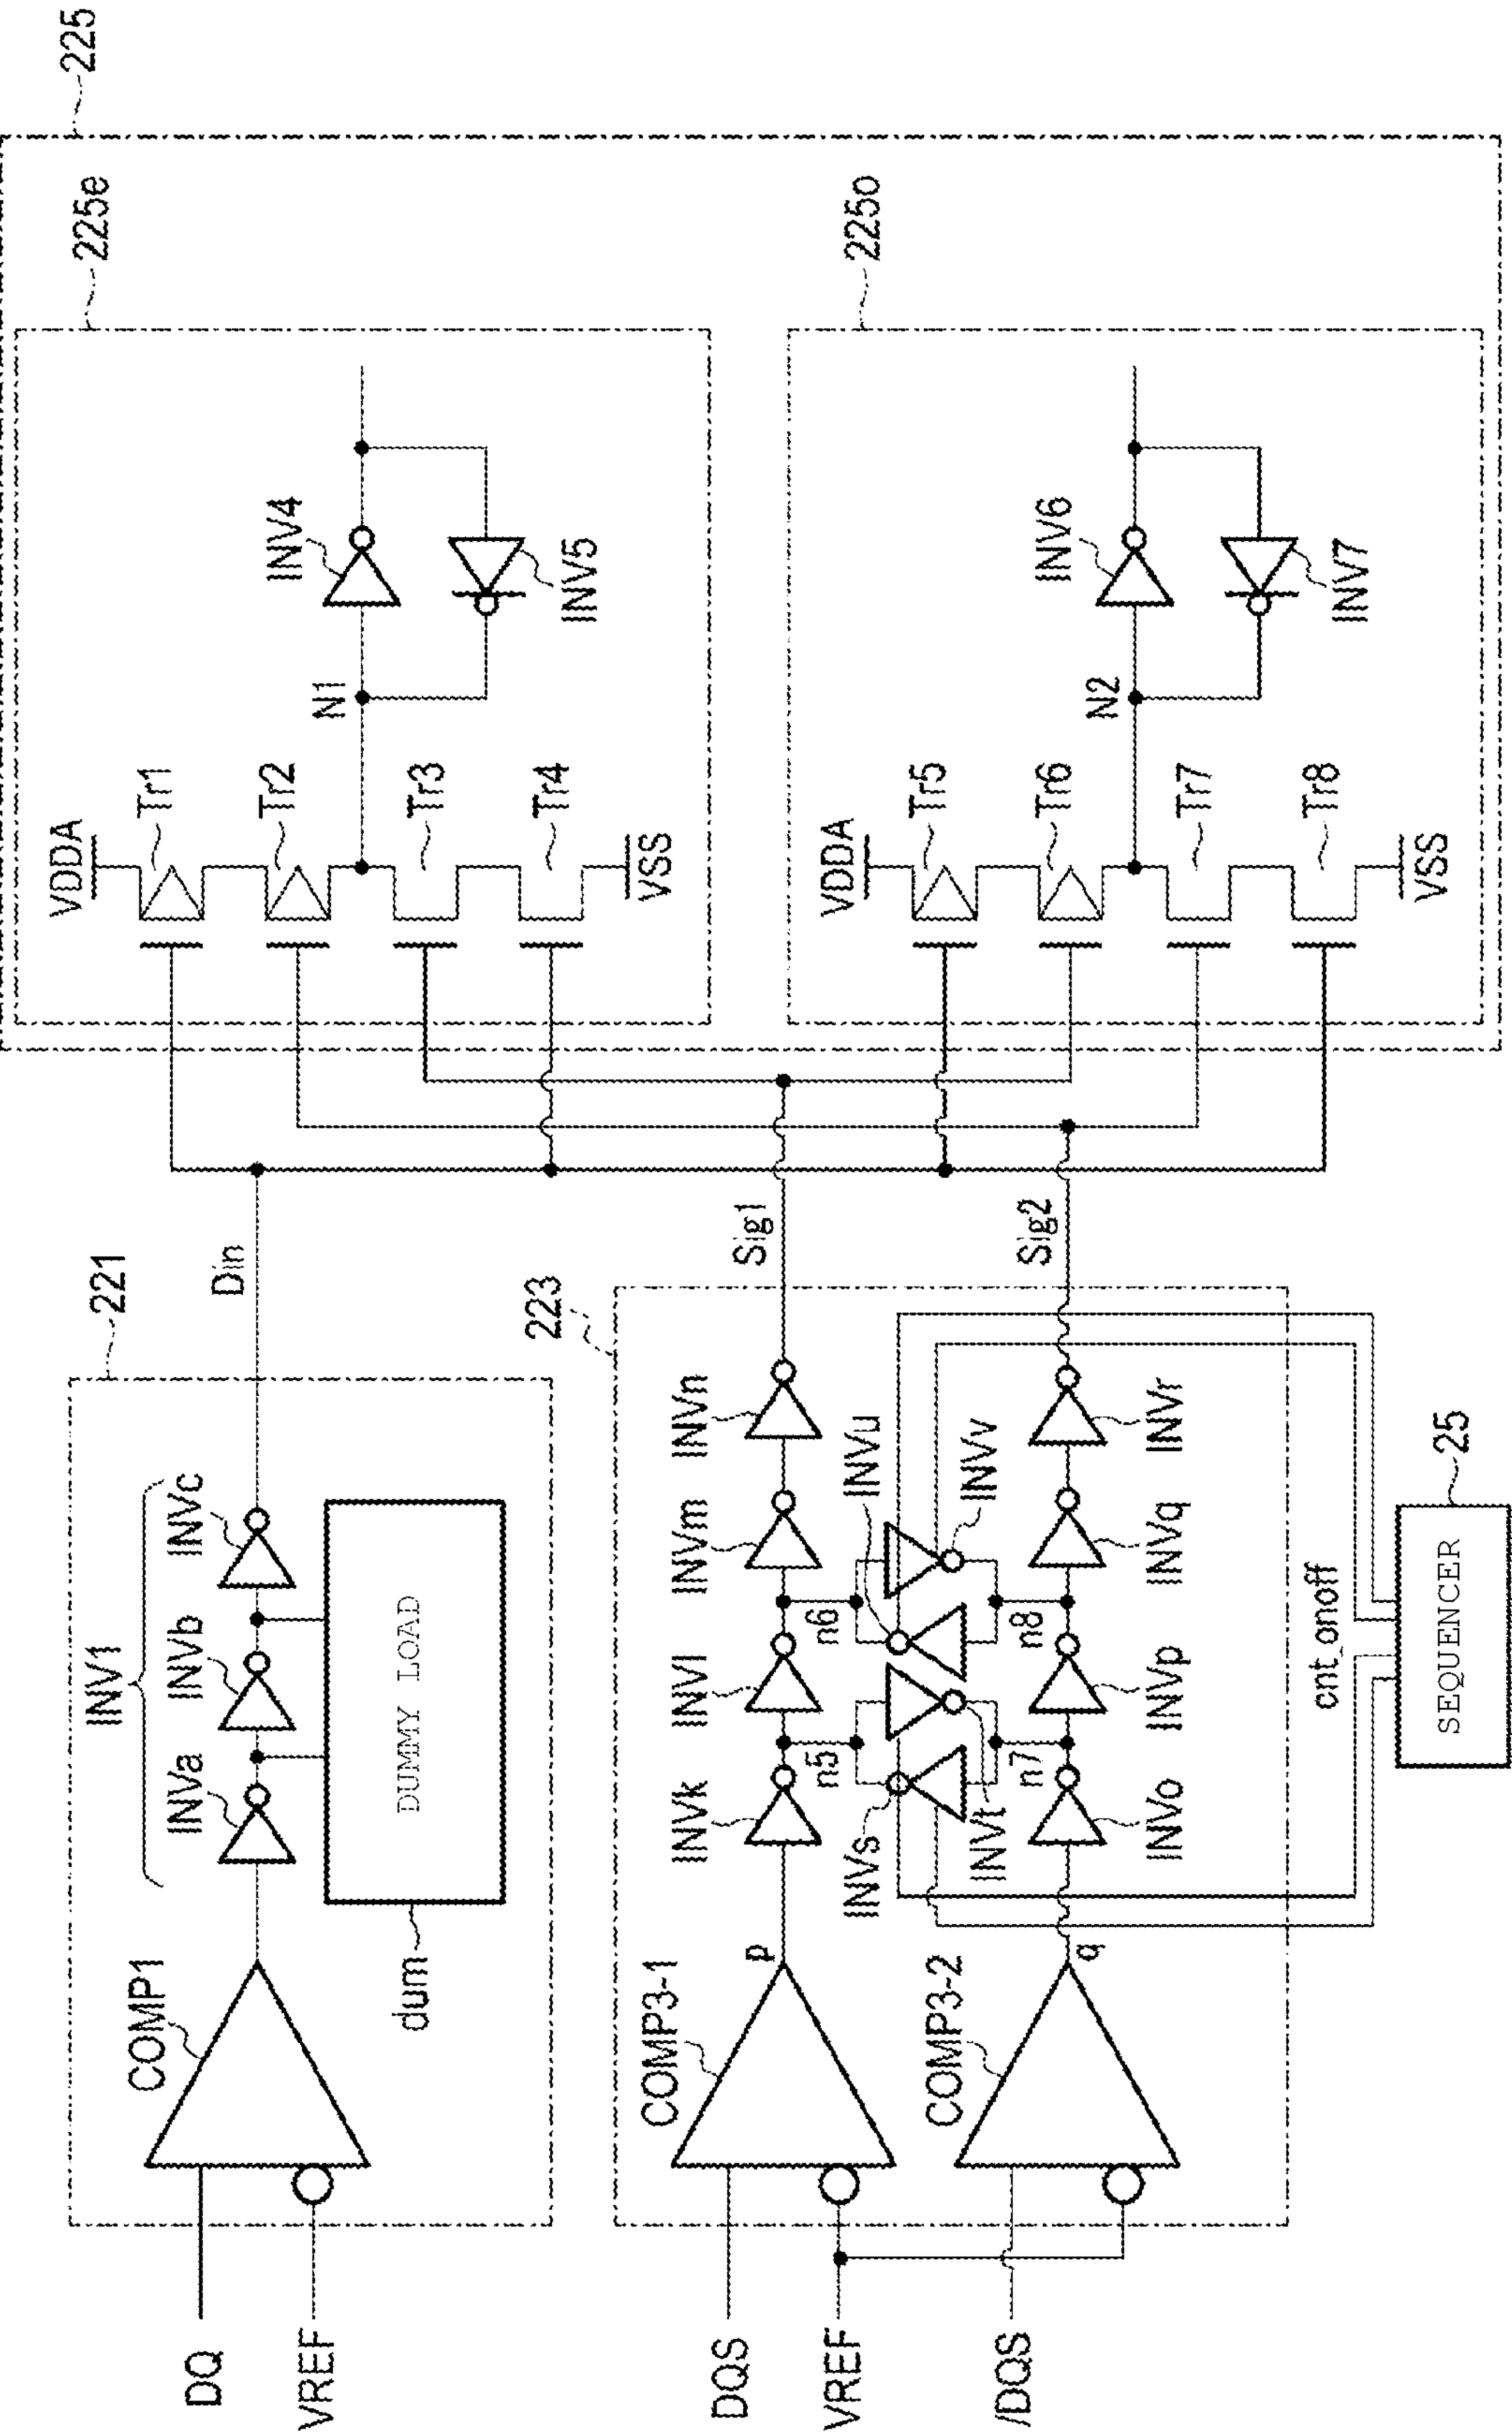 225
225e
VDDA
Tr1
Tr2
Tr3
Tr4
VSS
N1
INV4
INV5
225o
VDDA
Tr5
Tr6
Tr7
Tr8
VSS
N2
INV6
INV7
221
Din
DQ
VREF
COMP1
INV1
INVa
INVb
INVc
DUMMY LOAD
dum
223
Sig1
Sig2
DQS
VREF
/DQS
COMP3-1
COMP3-2
p
q
INVk
INVl
INVm
INVn
n5
n6
INVs
INVt
INVu
INVv
n7
n8
INVo
INVp
INVq
INVr
cnt_onoff
25
SEQUENCER